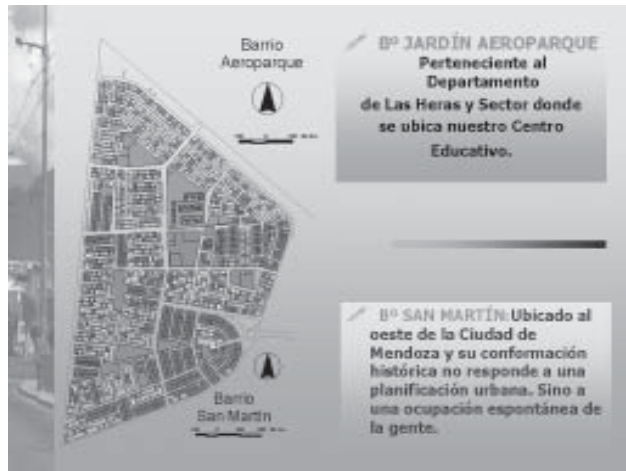 Barrio
Aeroparque
Bº JARDÍN AEROPARQUE
Perteneciente al
Departamento
de Las Heras y Sector donde
se ubica nuestro Centro
Educativo.
Bº SAN MARTÍN: Ubicado al
oeste de la Ciudad de
Mendoza y su conformación
histórica no responde a una
planificación urbana. Sino a
una ocupación espontánea de
la gente.
Barrio
San Martín